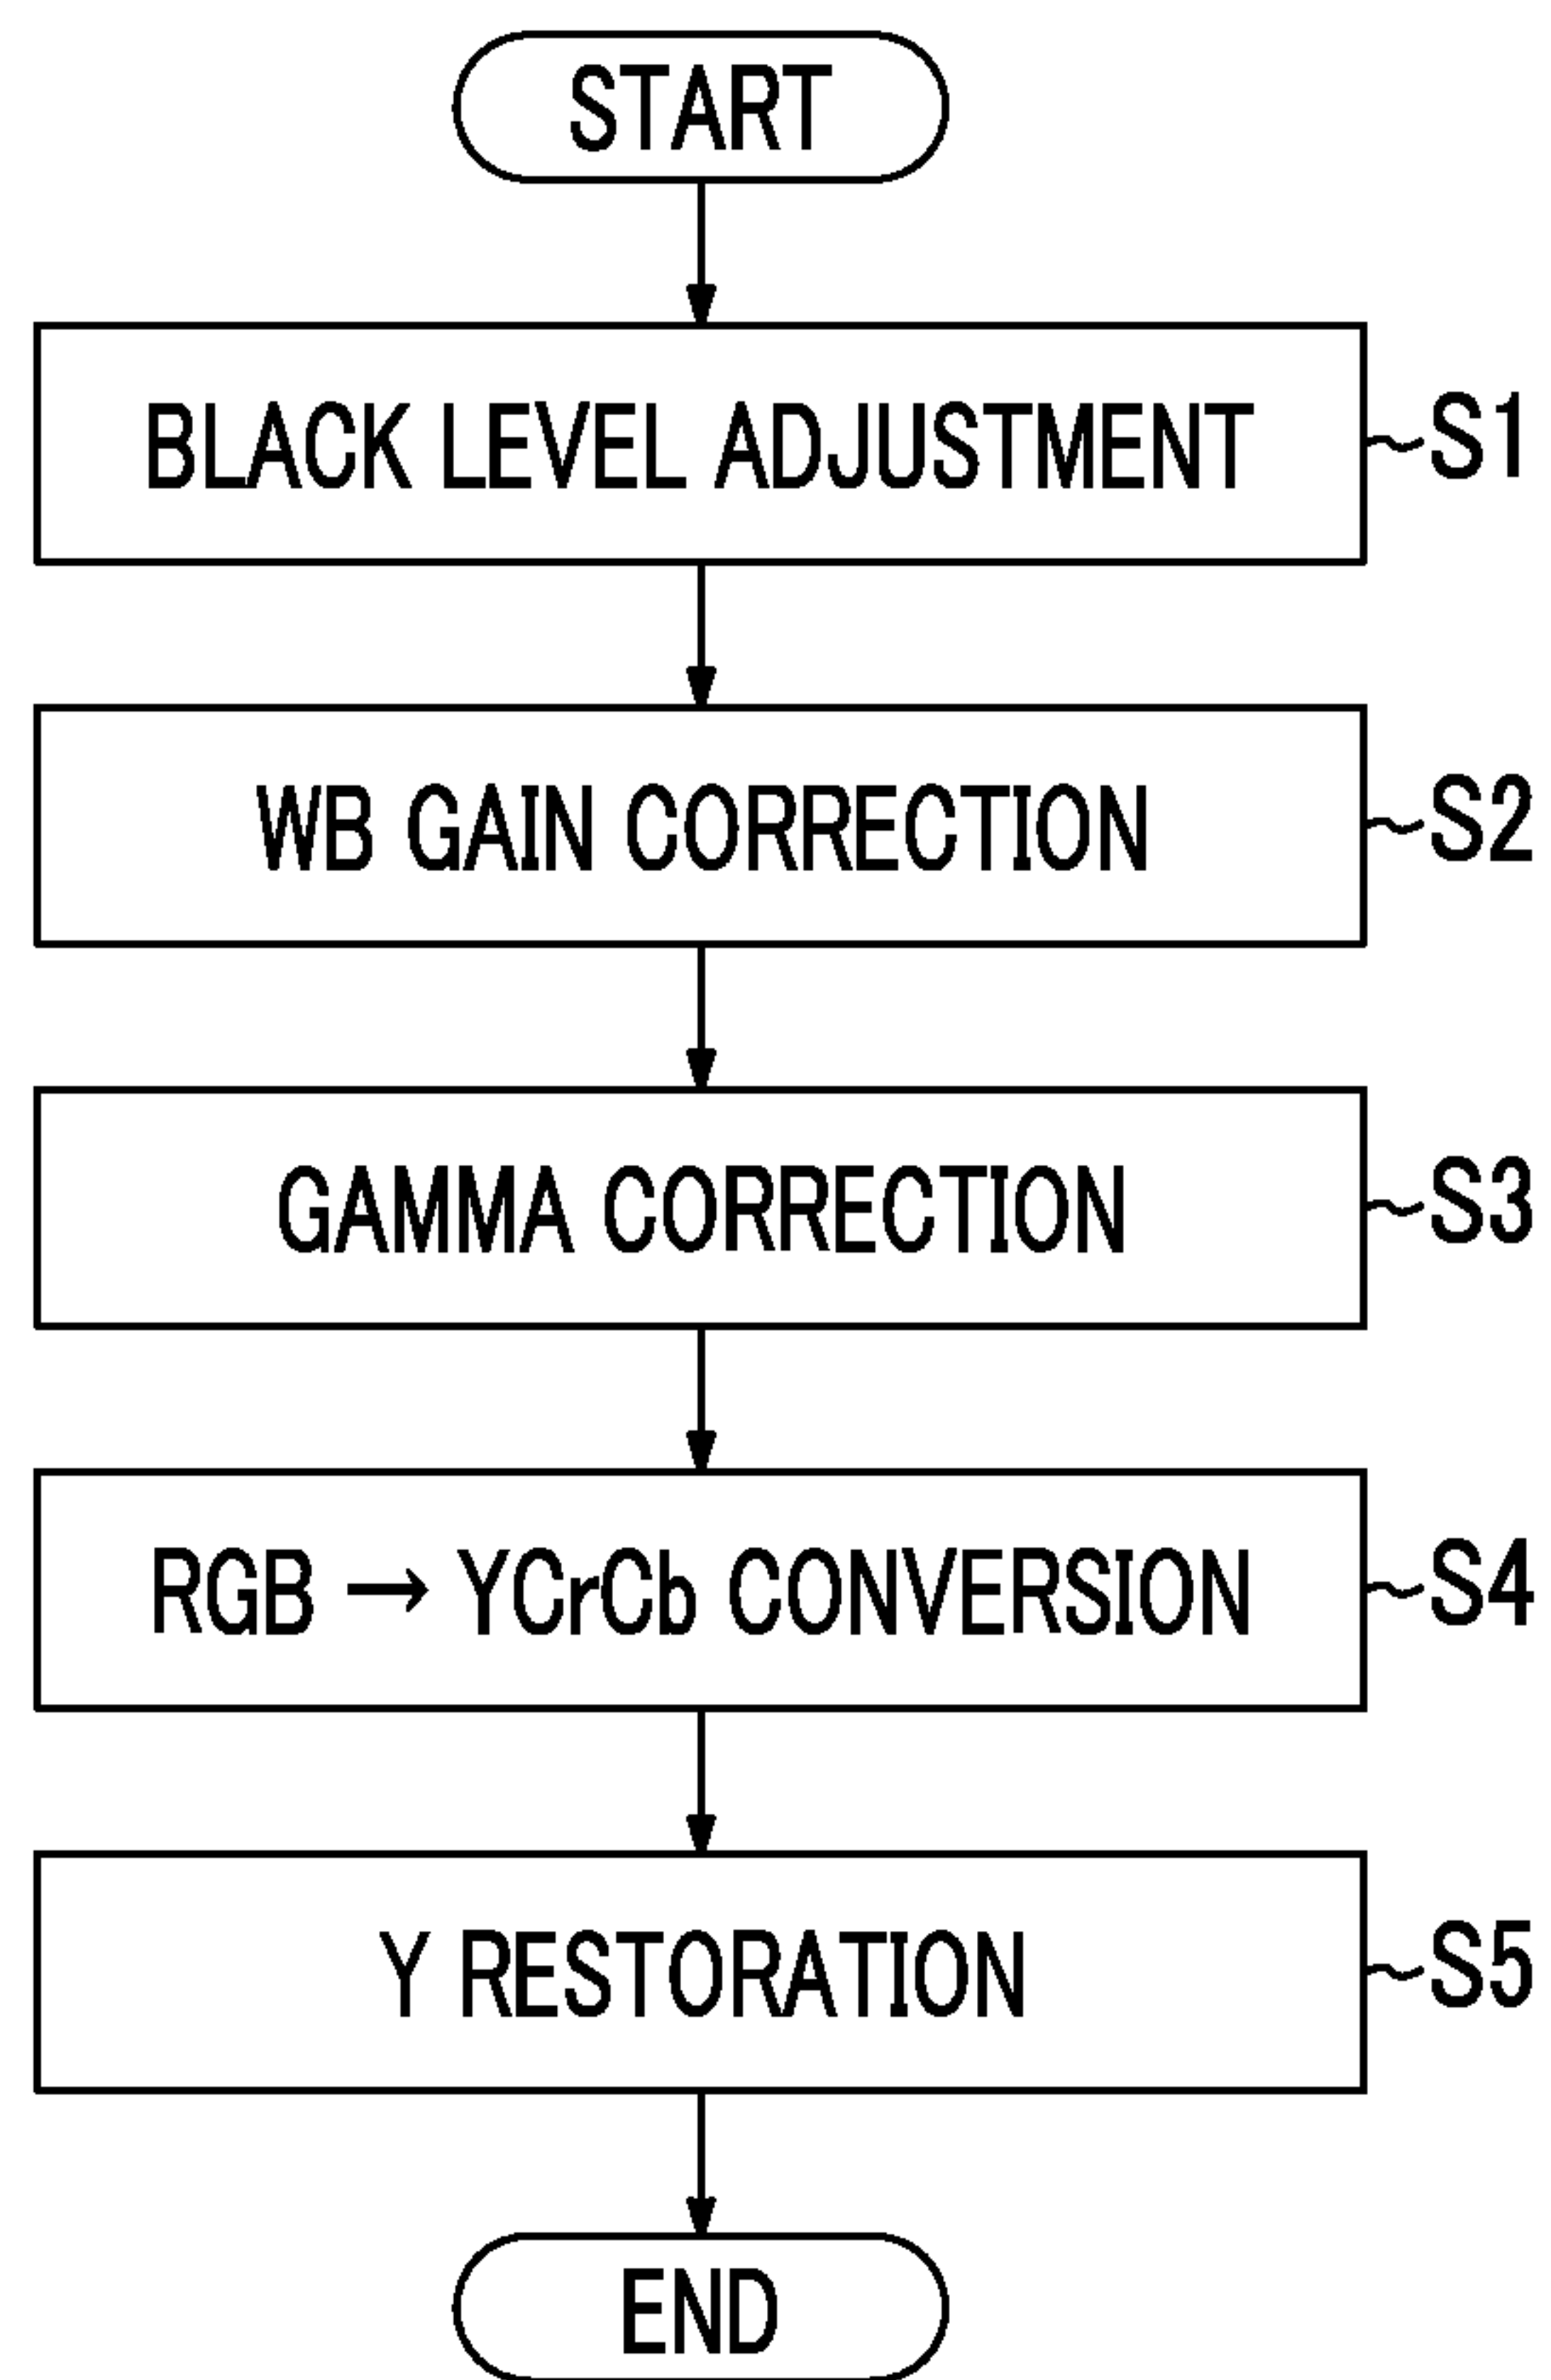 START
BLACK LEVEL ADJUSTMENT
S1
WB GAIN CORRECTION
S2
GAMMA CORRECTION
S3
RGB → YCrCb CONVERSION
S4
Y RESTORATION
S5
END